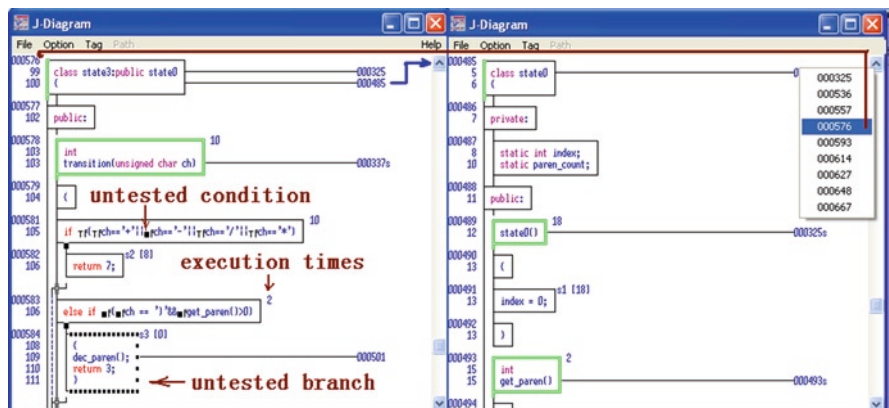 J-Diagram
File Option Tag Path Help
000576
99 class state3:public state0 000325
100 { 000485
000577
102 public:
000578 10
103 int
103 transition(unsigned char ch) 000337s
000579
104 {
untested condition
000581 10
105 if (ch=='+'||ch=='-'||ch=='/'||ch=='*')
000582 s2 [8]
106 return 7;
execution times
000583 2
106 else if (ch == ')'&&get_paren()>0)
000584 s3 [0]
108 {
109 dec_paren(); 000501
110 return 3;
111 }
untested branch
J-Diagram
File Option Tag Path
000485
5 class state0
6 {
000486
7 private:
000487
8 static int index;
10 static paren_count;
000488
11 public:
000489 18
12 state0() 000325s
000490
13 {
000491 s1 [18]
13 index = 0;
000492
13 }
000493 2
15 int
15 get_paren() 000493s
000494
000325
000536
000557
000576
000593
000614
000627
000648
000667